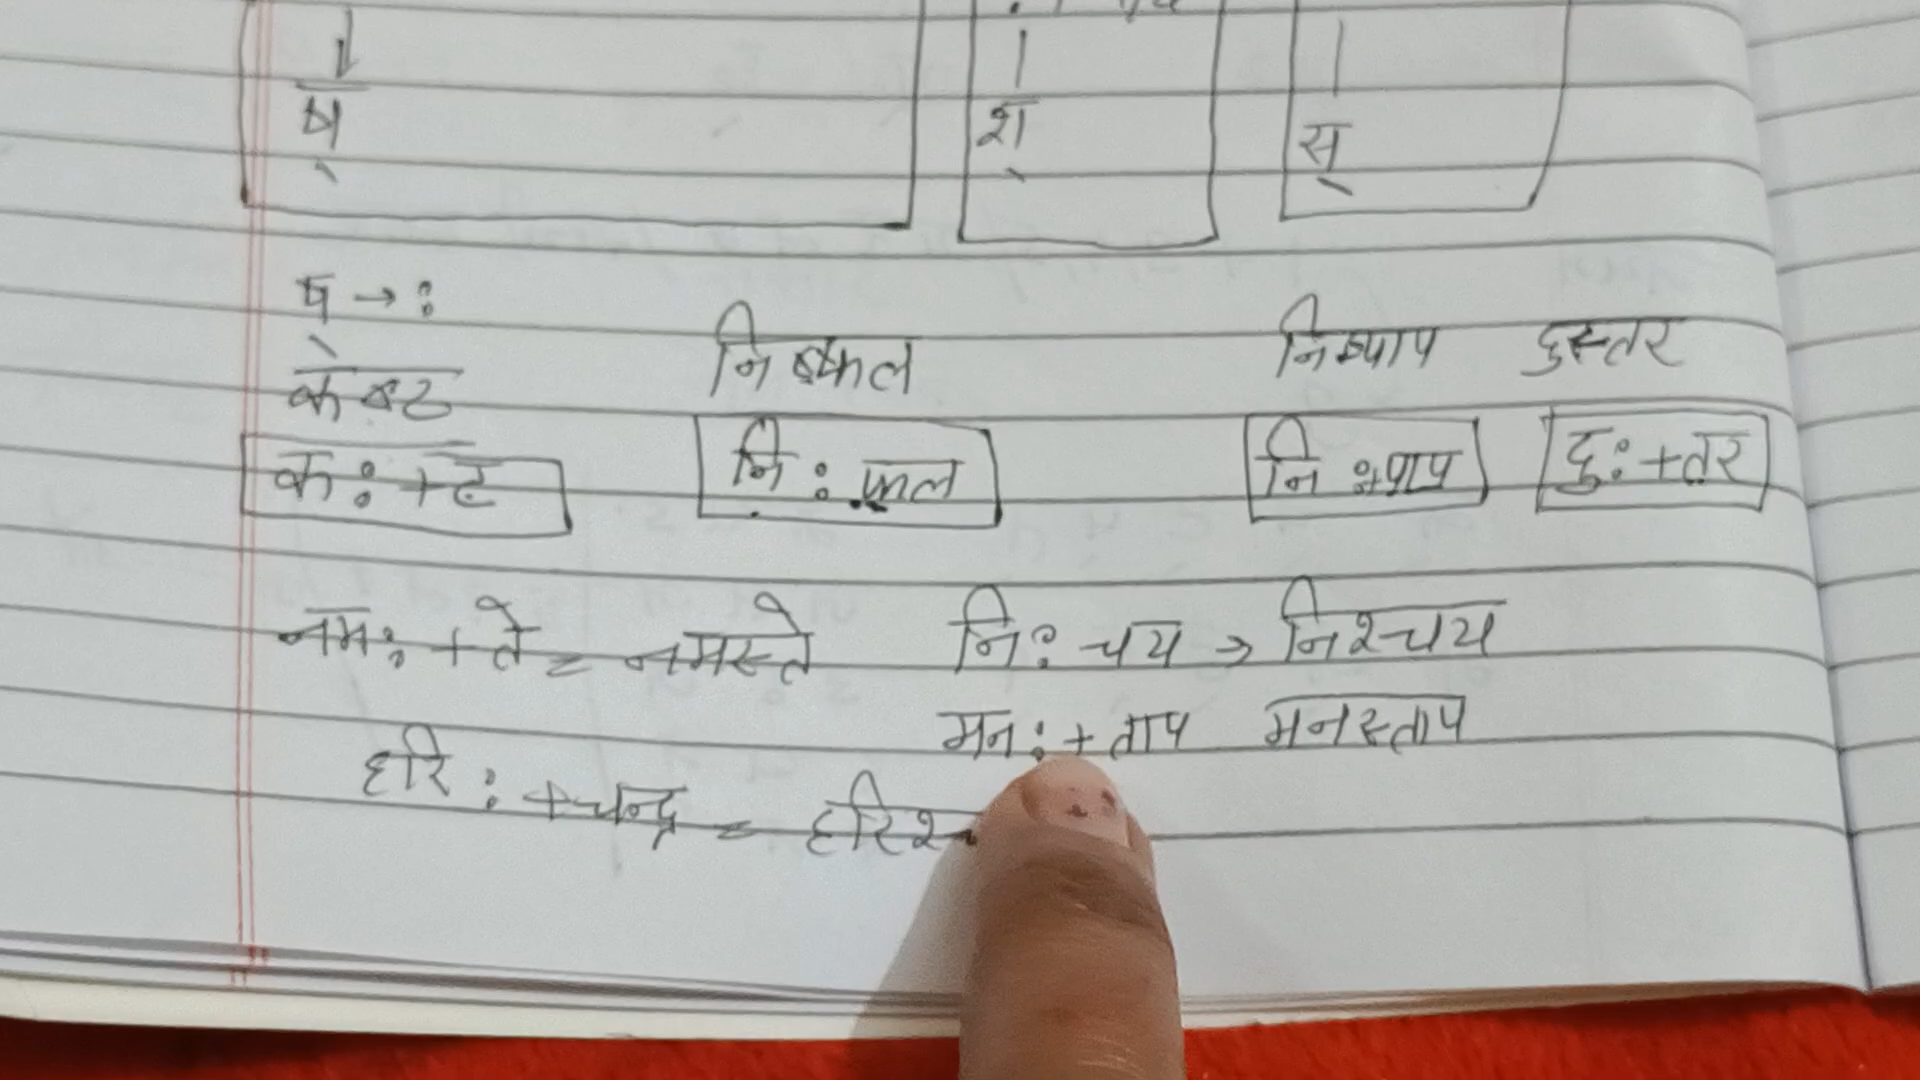 ।
ष्
।
श्
।
स्
ष् → :
कष्ट निष्फल निष्पाप दुस्तर
क: + ट नि: फल नि:+पाप दु: + तर
नम: + ते = नमस्ते नि: चय → निश्चय
मन: + ताप मनस्ताप
हरि: + चन्द्र = हरिश्